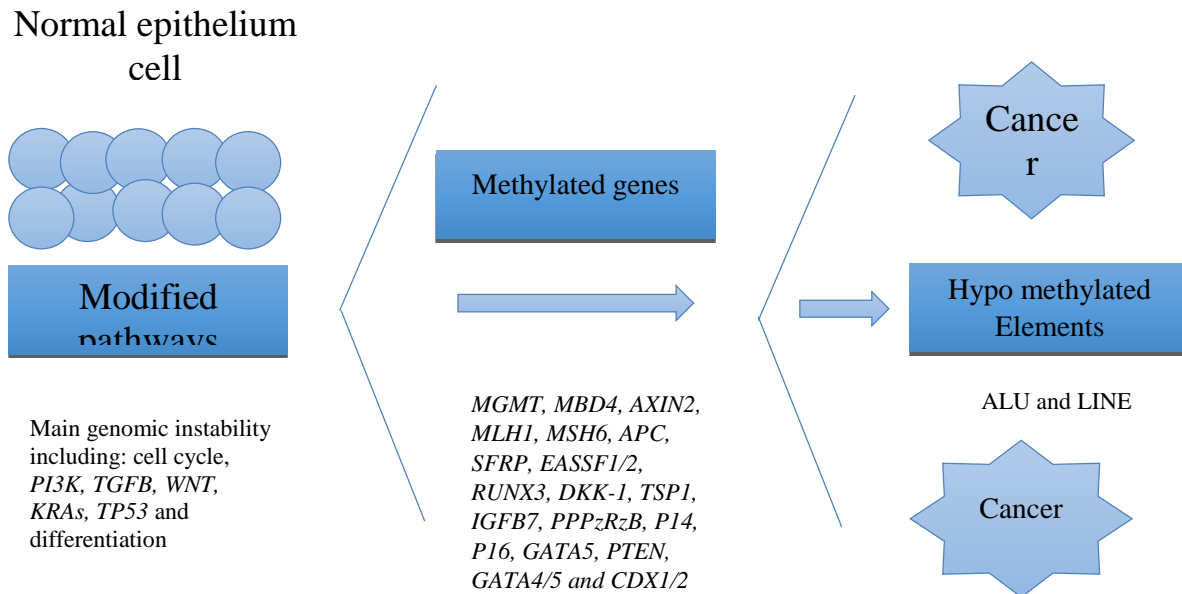 Normal epithelium
cell
Modified
pathways
Main genomic instability
including: cell cycle,
PI3K, TGFB, WNT,
KRAs, TP53 and
differentiation
Methylated genes
MGMT, MBD4, AXIN2,
MLH1, MSH6, APC,
SFRP, EASSF1/2,
RUNX3, DKK-1, TSP1,
IGFB7, PPPzRzB, P14,
P16, GATA5, PTEN,
GATA4/5 and CDX1/2
Cance
r
Hypo methylated
Elements
ALU and LINE
Cancer